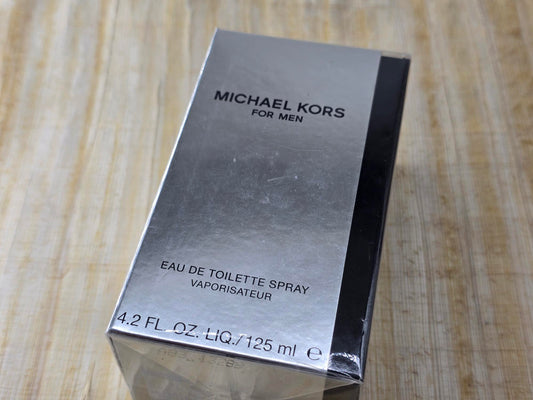 MICHAEL KORS
FOR MEN
EAU DE TOILETTE SPRAY
VAPORISATEUR
4.2 FL. OZ. LIQ./125 ml ℮